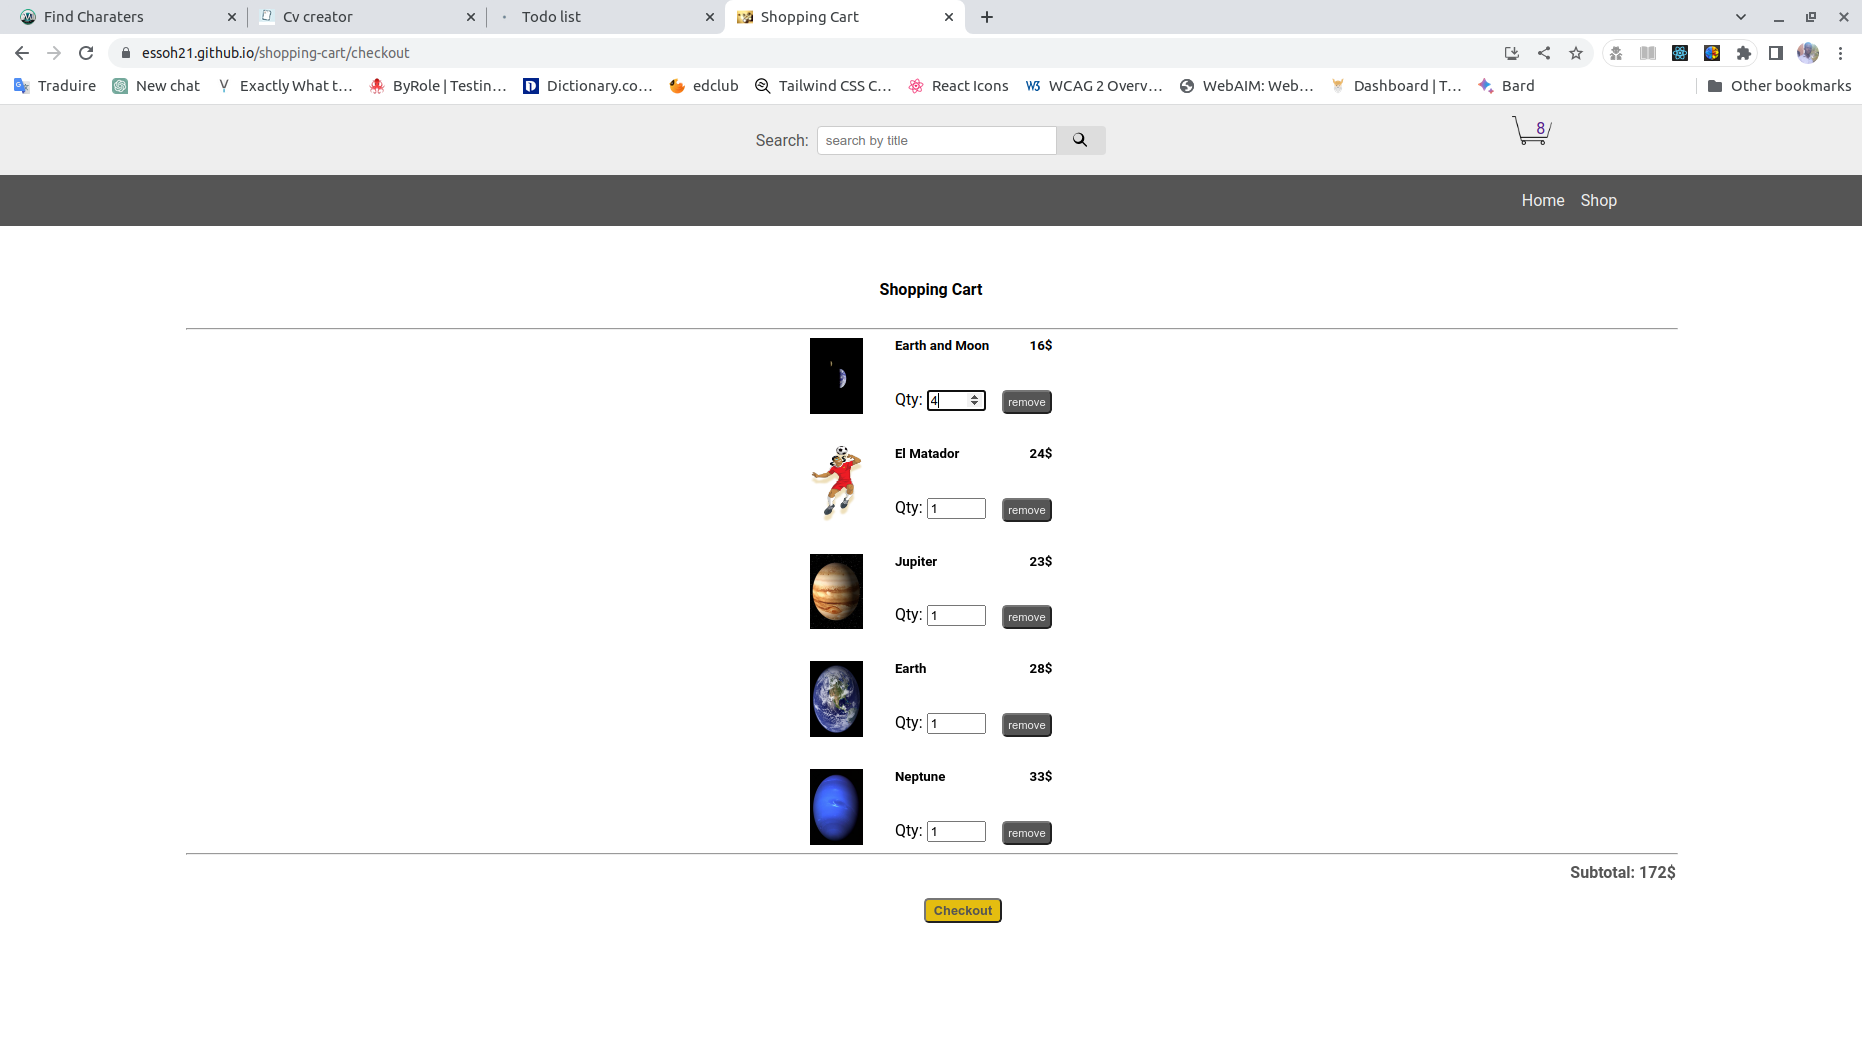 Find Charaters
Cv creator
Todo list
Shopping Cart
essoh21.github.io/shopping-cart/checkout
Traduire
New chat
Exactly What t...
ByRole | Testin...
Dictionary.co...
edclub
Tailwind CSS C...
React Icons
W3 WCAG 2 Overv...
WebAIM: Web...
Dashboard | T...
Bard
Other bookmarks
Search: search by title
8
Home Shop
Shopping Cart
Earth and Moon 16$
Qty: 4 remove
El Matador 24$
Qty: 1 remove
Jupiter 23$
Qty: 1 remove
Earth 28$
Qty: 1 remove
Neptune 33$
Qty: 1 remove
Subtotal: 172$
Checkout